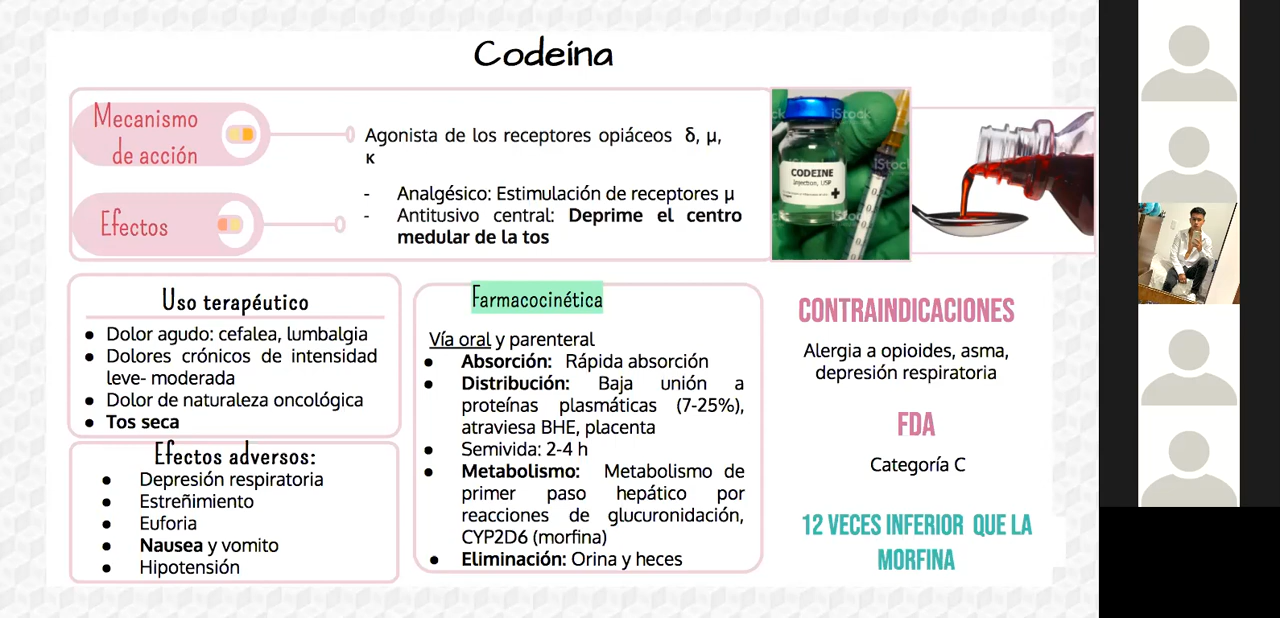 Codeína
Mecanismo
de acción
Agonista de los receptores opiáceos δ, μ,
κ
Efectos
- Analgésico: Estimulación de receptores μ
- Antitusivo central: Deprime el centro
medular de la tos
iStock
iStock
CODEINE
Injection, USP
Uso terapéutico
● Dolor agudo: cefalea, lumbalgia
● Dolores crónicos de intensidad
leve- moderada
● Dolor de naturaleza oncológica
● Tos seca
Efectos adversos:
● Depresión respiratoria
● Estreñimiento
● Euforia
● Nausea y vomito
● Hipotensión
Farmacocinética
Vía oral y parenteral
● Absorción: Rápida absorción
● Distribución: Baja unión a
proteínas plasmáticas (7-25%),
atraviesa BHE, placenta
● Semivida: 2-4 h
● Metabolismo: Metabolismo de
primer paso hepático por
reacciones de glucuronidación,
CYP2D6 (morfina)
● Eliminación: Orina y heces
CONTRAINDICACIONES
Alergia a opioides, asma,
depresión respiratoria
FDA
Categoría C
12 VECES INFERIOR QUE LA
MORFINA